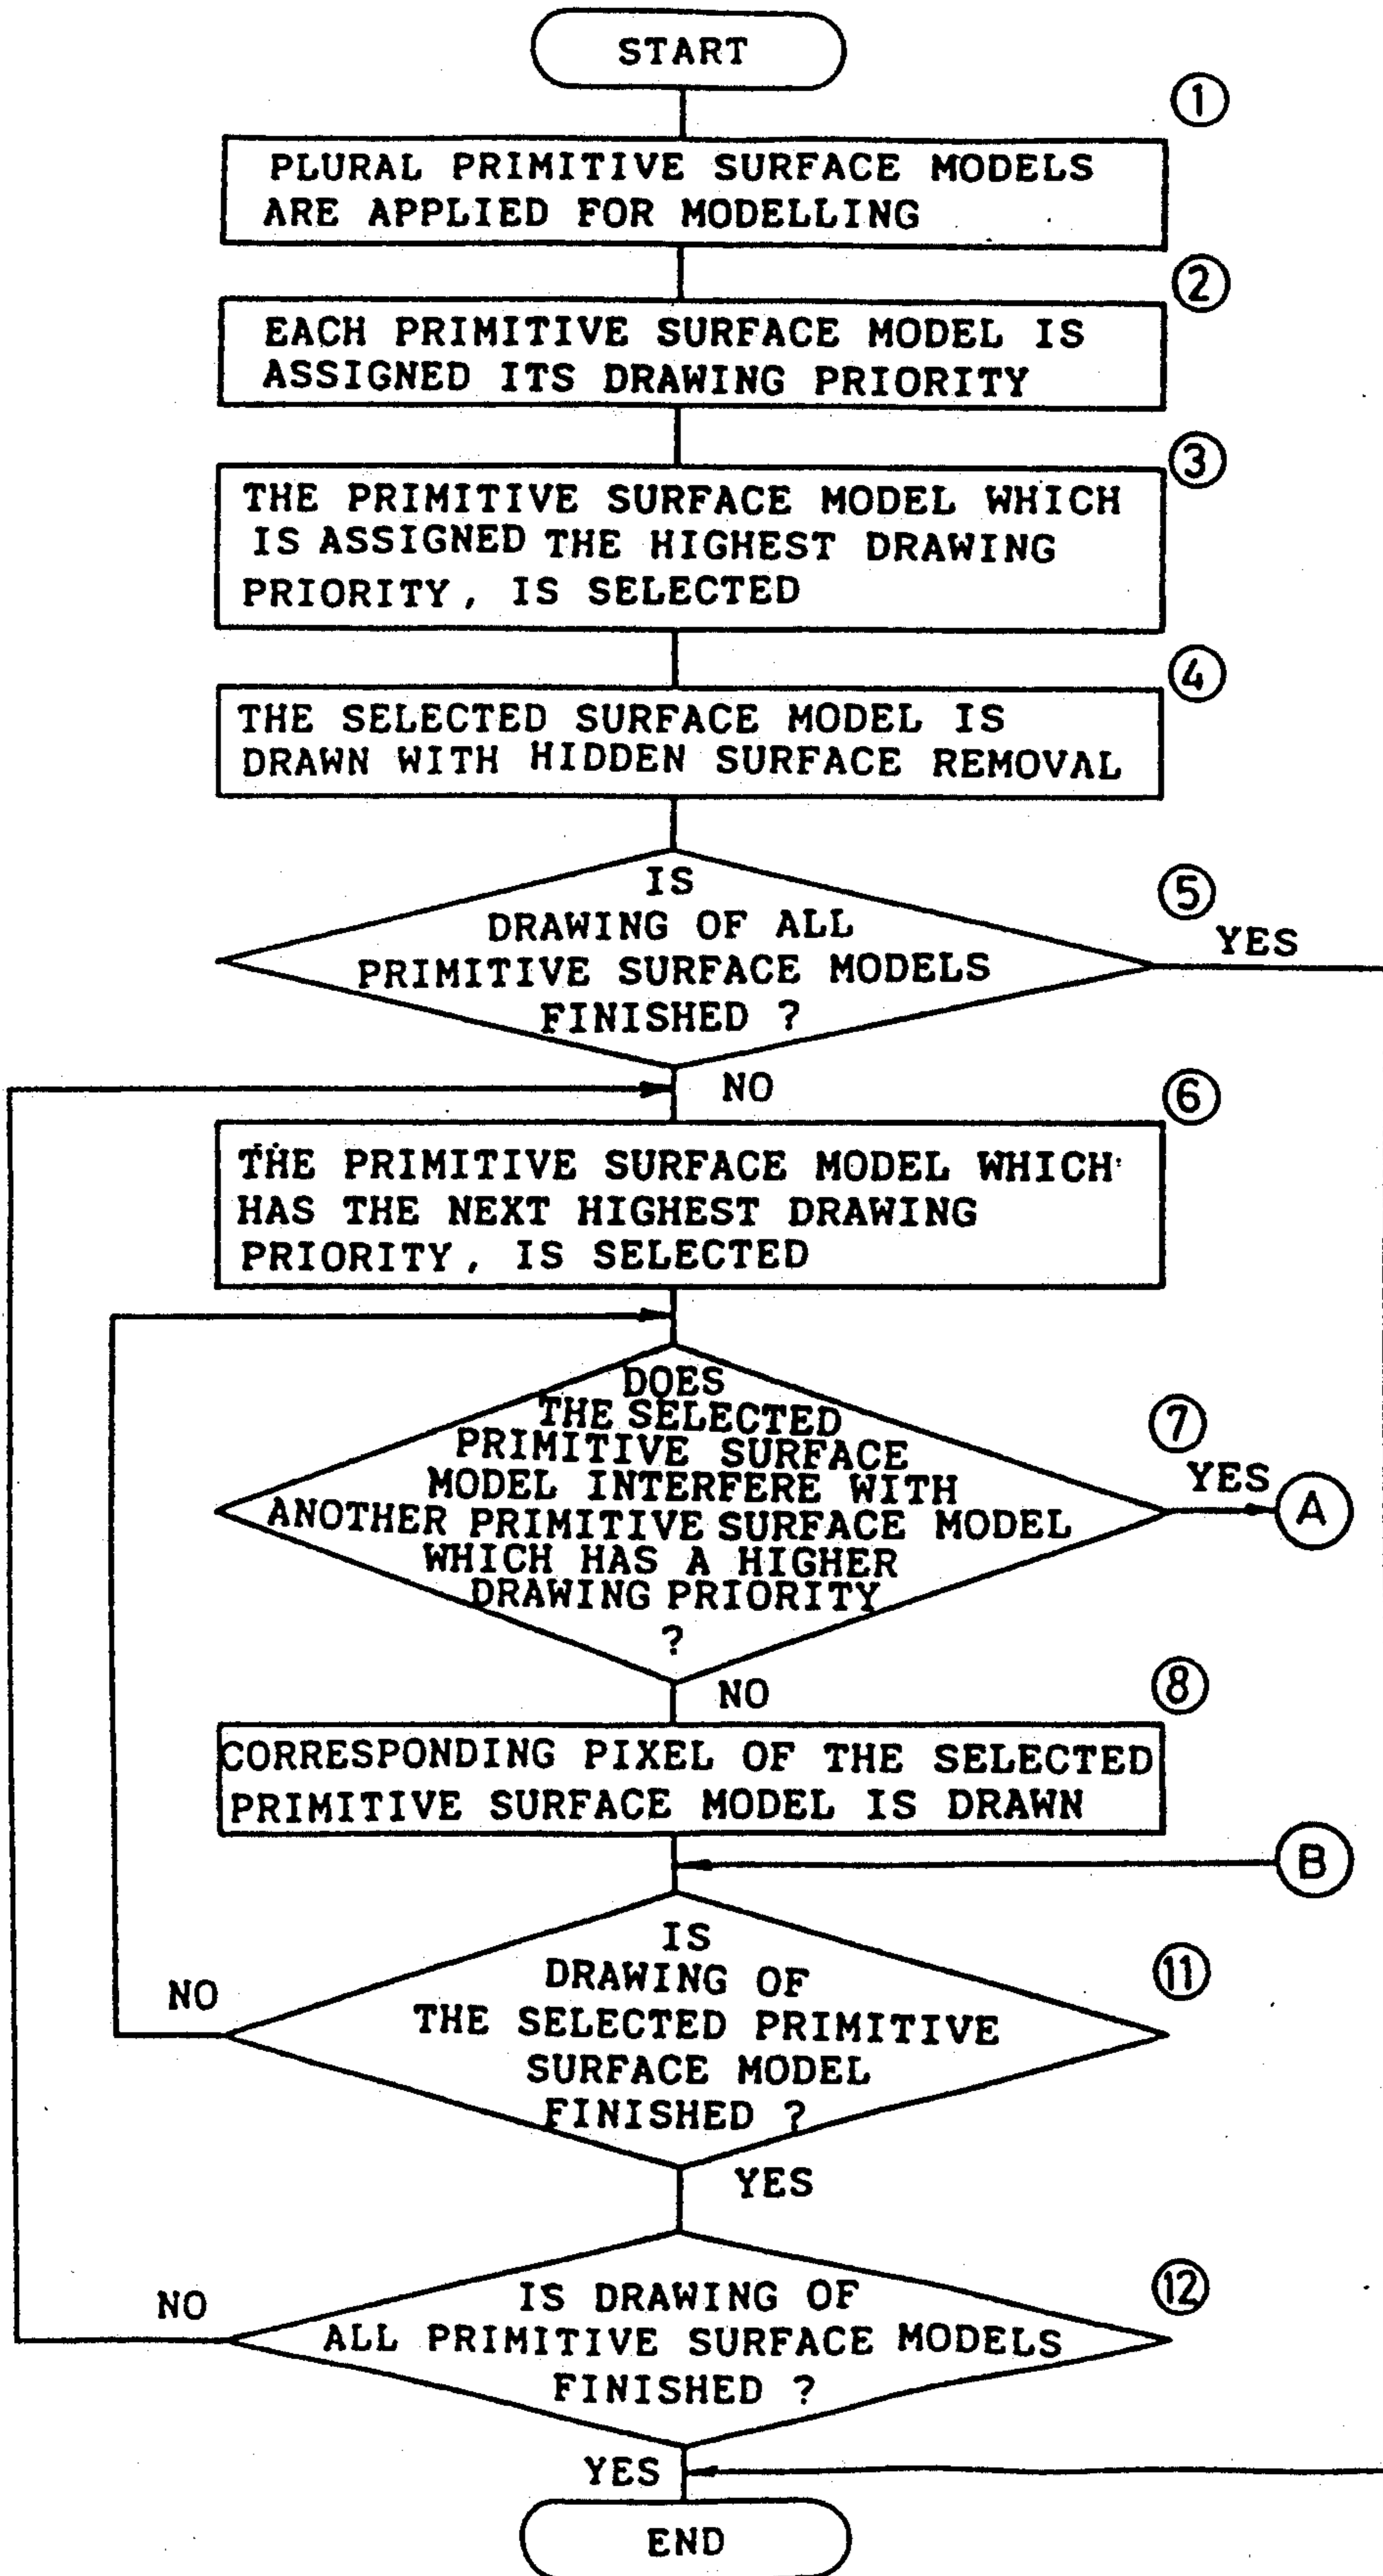 START
①
PLURAL PRIMITIVE SURFACE MODELS
ARE APPLIED FOR MODELLING
②
EACH PRIMITIVE SURFACE MODEL IS
ASSIGNED ITS DRAWING PRIORITY
③
THE PRIMITIVE SURFACE MODEL WHICH
IS ASSIGNED THE HIGHEST DRAWING
PRIORITY, IS SELECTED
④
THE SELECTED SURFACE MODEL IS
DRAWN WITH HIDDEN SURFACE REMOVAL
⑤
IS
DRAWING OF ALL
PRIMITIVE SURFACE MODELS
FINISHED ?
YES
NO
⑥
THE PRIMITIVE SURFACE MODEL WHICH
HAS THE NEXT HIGHEST DRAWING
PRIORITY, IS SELECTED
⑦
DOES
THE SELECTED
PRIMITIVE SURFACE
MODEL INTERFERE WITH
ANOTHER PRIMITIVE SURFACE MODEL
WHICH HAS A HIGHER
DRAWING PRIORITY
?
YES
A
NO
⑧
CORRESPONDING PIXEL OF THE SELECTED
PRIMITIVE SURFACE MODEL IS DRAWN
B
⑪
IS
DRAWING OF
THE SELECTED PRIMITIVE
SURFACE MODEL
FINISHED ?
NO
YES
⑫
IS DRAWING OF
ALL PRIMITIVE SURFACE MODELS
FINISHED ?
NO
YES
END